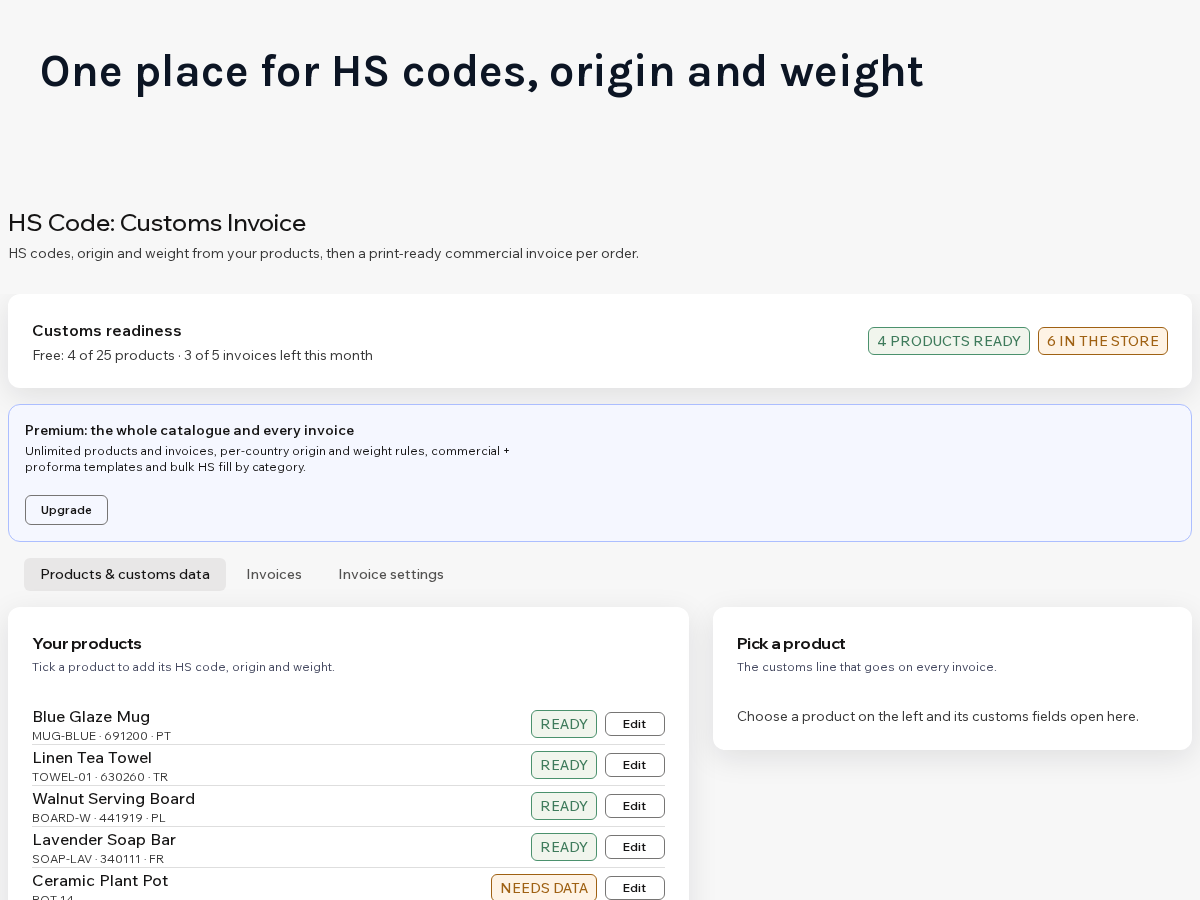 One place for HS codes, origin and weight
HS Code: Customs Invoice
HS codes, origin and weight from your products, then a print-ready commercial invoice per order.
Customs readiness
Free: 4 of 25 products · 3 of 5 invoices left this month
4 PRODUCTS READY
6 IN THE STORE
Premium: the whole catalogue and every invoice
Unlimited products and invoices, per-country origin and weight rules, commercial +
proforma templates and bulk HS fill by category.
Upgrade
Products & customs data
Invoices
Invoice settings
Your products
Tick a product to add its HS code, origin and weight.
Blue Glaze Mug
MUG-BLUE · 691200 · PT
READY
Edit
Linen Tea Towel
TOWEL-01 · 630260 · TR
READY
Edit
Walnut Serving Board
BOARD-W · 441919 · PL
READY
Edit
Lavender Soap Bar
SOAP-LAV · 340111 · FR
READY
Edit
Ceramic Plant Pot
POT-14
NEEDS DATA
Edit
Pick a product
The customs line that goes on every invoice.
Choose a product on the left and its customs fields open here.